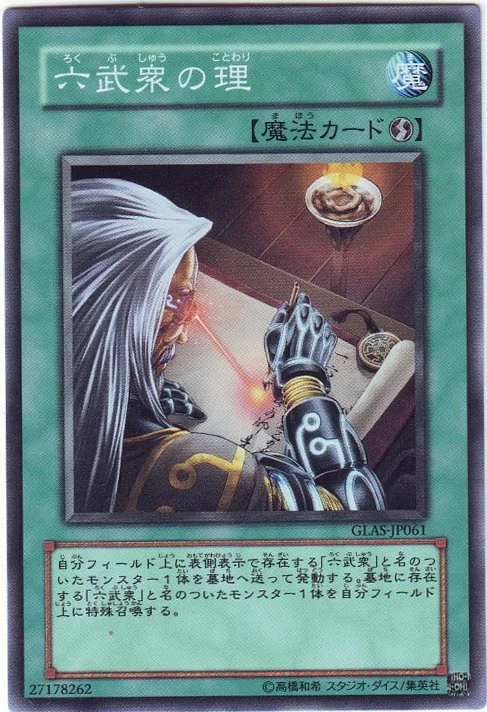 六武衆の理
魔
【魔法カード】
GLAS-JP061
自分フィールド上に表側表示で存在する「六武衆」と名のつ
いたモンスター1体を墓地へ送って発動する。墓地に存在
する「六武衆」と名のついたモンスター1体を自分フィールド
上に特殊召喚する。
27178262
©高橋和希 スタジオ・ダイス/集英社